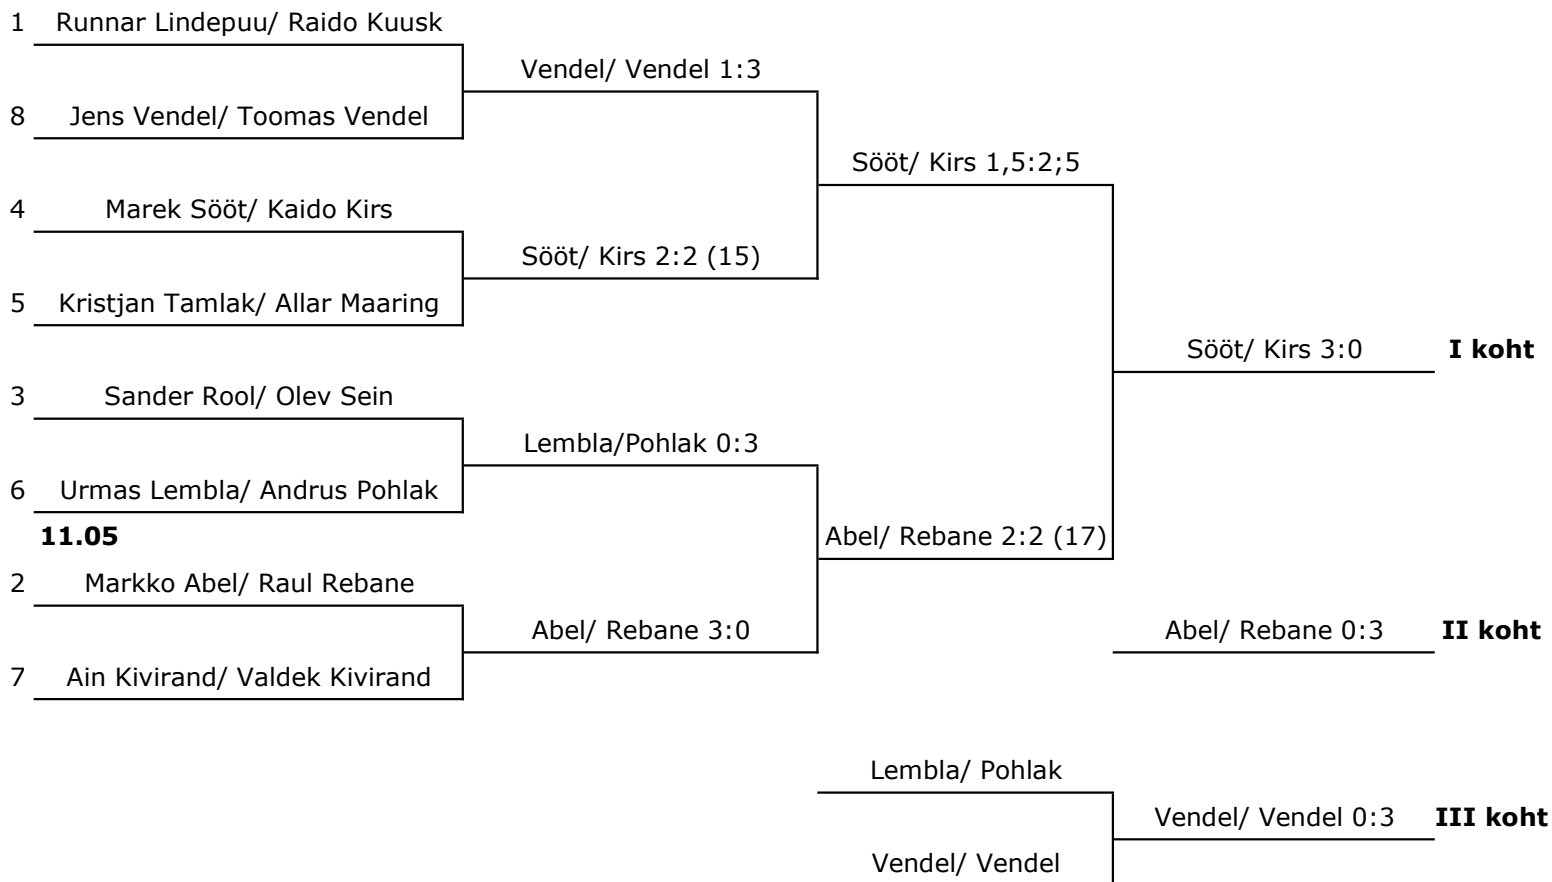 1 Runnar Lindepuu/ Raido Kuusk
Vendel/ Vendel 1:3
8 Jens Vendel/ Toomas Vendel
Sööt/ Kirs 1,5:2;5
4 Marek Sööt/ Kaido Kirs
Sööt/ Kirs 2:2 (15)
5 Kristjan Tamlak/ Allar Maaring
Sööt/ Kirs 3:0 I koht
3 Sander Rool/ Olev Sein
Lembla/Pohlak 0:3
6 Urmas Lembla/ Andrus Pohlak
11.05 Abel/ Rebane 2:2 (17)
2 Markko Abel/ Raul Rebane
Abel/ Rebane 3:0 Abel/ Rebane 0:3 II koht
7 Ain Kivirand/ Valdek Kivirand
Lembla/ Pohlak
Vendel/ Vendel 0:3 III koht
Vendel/ Vendel